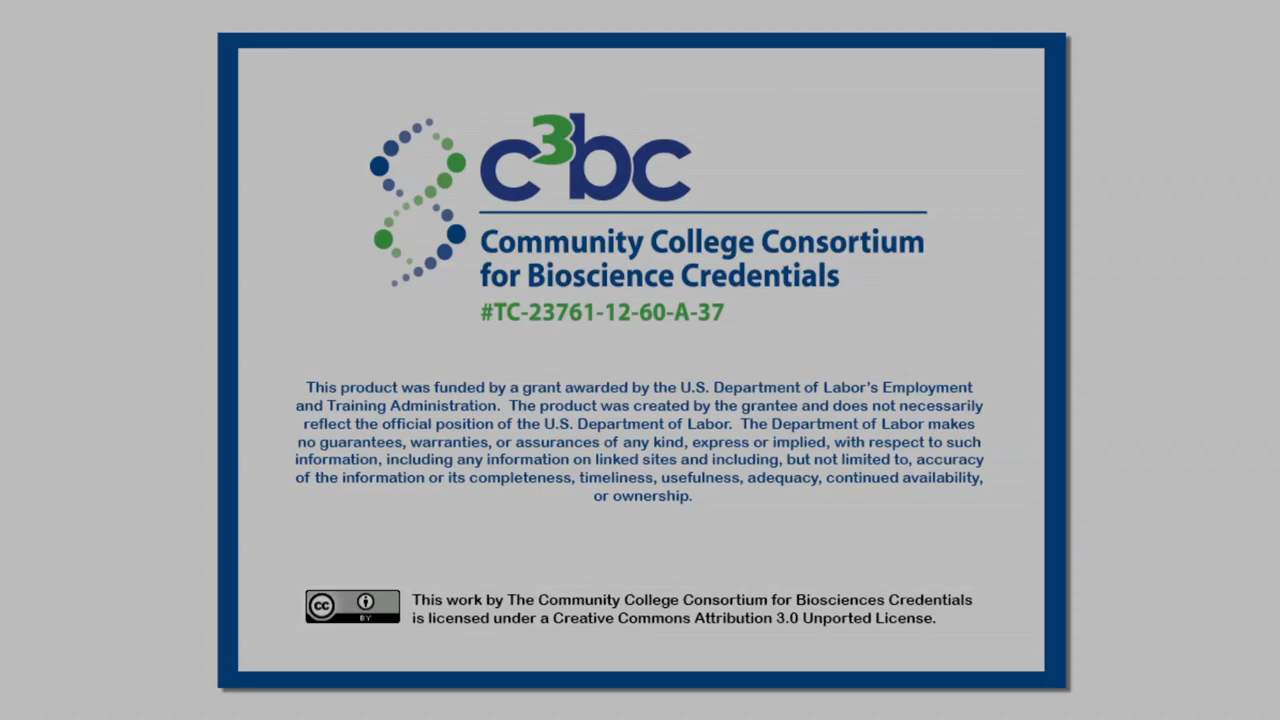 c3bc
Community College Consortium
for Bioscience Credentials
#TC-23761-12-60-A-37
This product was funded by a grant awarded by the U.S. Department of Labor's Employment
and Training Administration. The product was created by the grantee and does not necessarily
reflect the official position of the U.S. Department of Labor. The Department of Labor makes
no guarantees, warranties, or assurances of any kind, express or implied, with respect to such
information, including any information on linked sites and including, but not limited to, accuracy
of the information or its completeness, timeliness, usefulness, adequacy, continued availability,
or ownership.
cc BY
This work by The Community College Consortium for Biosciences Credentials
is licensed under a Creative Commons Attribution 3.0 Unported License.